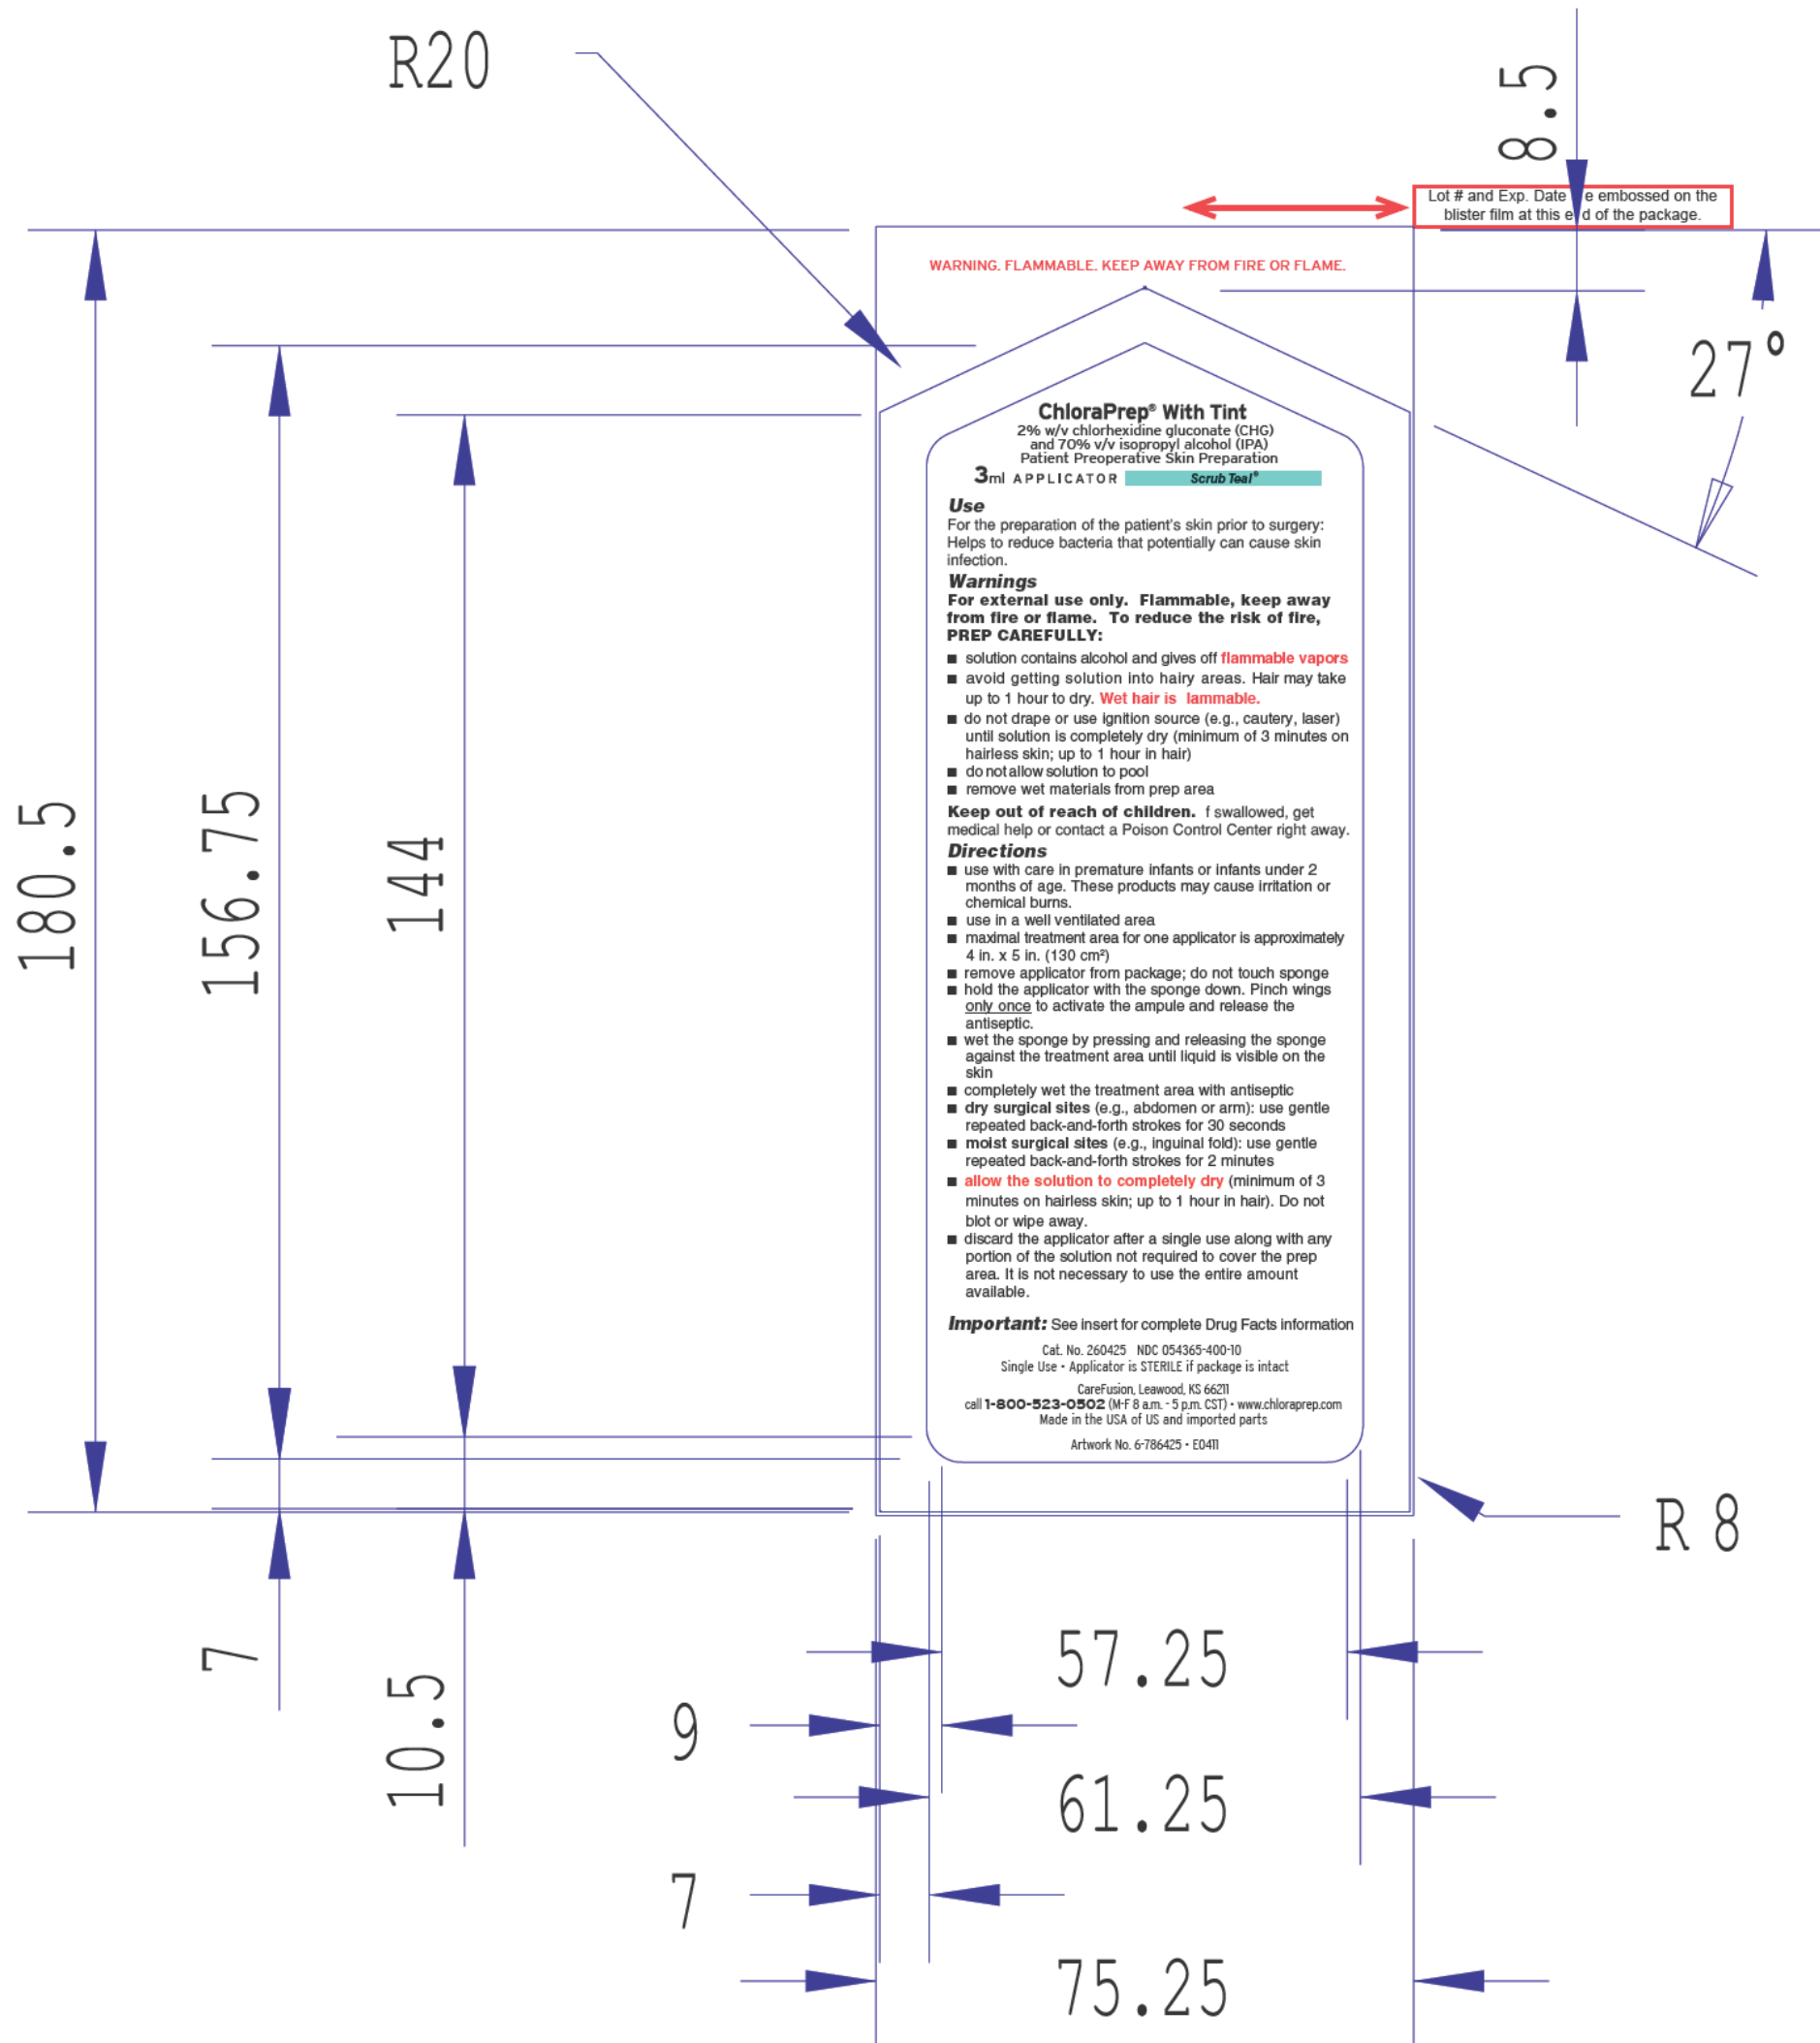 R20
8.5
Lot # and Exp. Date e embossed on the
blister film at this e d of the package.
WARNING. FLAMMABLE. KEEP AWAY FROM FIRE OR FLAME.
27°
ChloraPrep® With Tint
2% w/v chlorhexidine gluconate (CHG)
and 70% v/v isopropyl alcohol (IPA)
Patient Preoperative Skin Preparation
3ml APPLICATOR Scrub Teal®
Use
For the preparation of the patient's skin prior to surgery:
Helps to reduce bacteria that potentially can cause skin
infection.
Warnings
For external use only. Flammable, keep away
from fire or flame. To reduce the risk of fire,
PREP CAREFULLY:
■ solution contains alcohol and gives off flammable vapors
■ avoid getting solution into hairy areas. Hair may take
up to 1 hour to dry. Wet hair is lammable.
■ do not drape or use ignition source (e.g., cautery, laser)
until solution is completely dry (minimum of 3 minutes on
hairless skin; up to 1 hour in hair)
■ do not allow solution to pool
■ remove wet materials from prep area
Keep out of reach of children. f swallowed, get
medical help or contact a Poison Control Center right away.
Directions
■ use with care in premature infants or infants under 2
months of age. These products may cause irritation or
chemical burns.
■ use in a well ventilated area
■ maximal treatment area for one applicator is approximately
4 in. x 5 in. (130 cm²)
■ remove applicator from package; do not touch sponge
■ hold the applicator with the sponge down. Pinch wings
only once to activate the ampule and release the
antiseptic.
■ wet the sponge by pressing and releasing the sponge
against the treatment area until liquid is visible on the
skin
■ completely wet the treatment area with antiseptic
■ dry surgical sites (e.g., abdomen or arm): use gentle
repeated back-and-forth strokes for 30 seconds
■ moist surgical sites (e.g., inguinal fold): use gentle
repeated back-and-forth strokes for 2 minutes
■ allow the solution to completely dry (minimum of 3
minutes on hairless skin; up to 1 hour in hair). Do not
blot or wipe away.
■ discard the applicator after a single use along with any
portion of the solution not required to cover the prep
area. It is not necessary to use the entire amount
available.
Important: See insert for complete Drug Facts information
Cat. No. 260425 NDC 054365-400-10
Single Use • Applicator is STERILE if package is intact
CareFusion, Leawood, KS 66211
call 1-800-523-0502 (M-F 8 a.m. - 5 p.m. CST) • www.chloraprep.com
Made in the USA of US and imported parts
Artwork No. 6-786425 • E0411
180.5
156.75
144
7
10.5
R 8
57.25
9
61.25
7
75.25